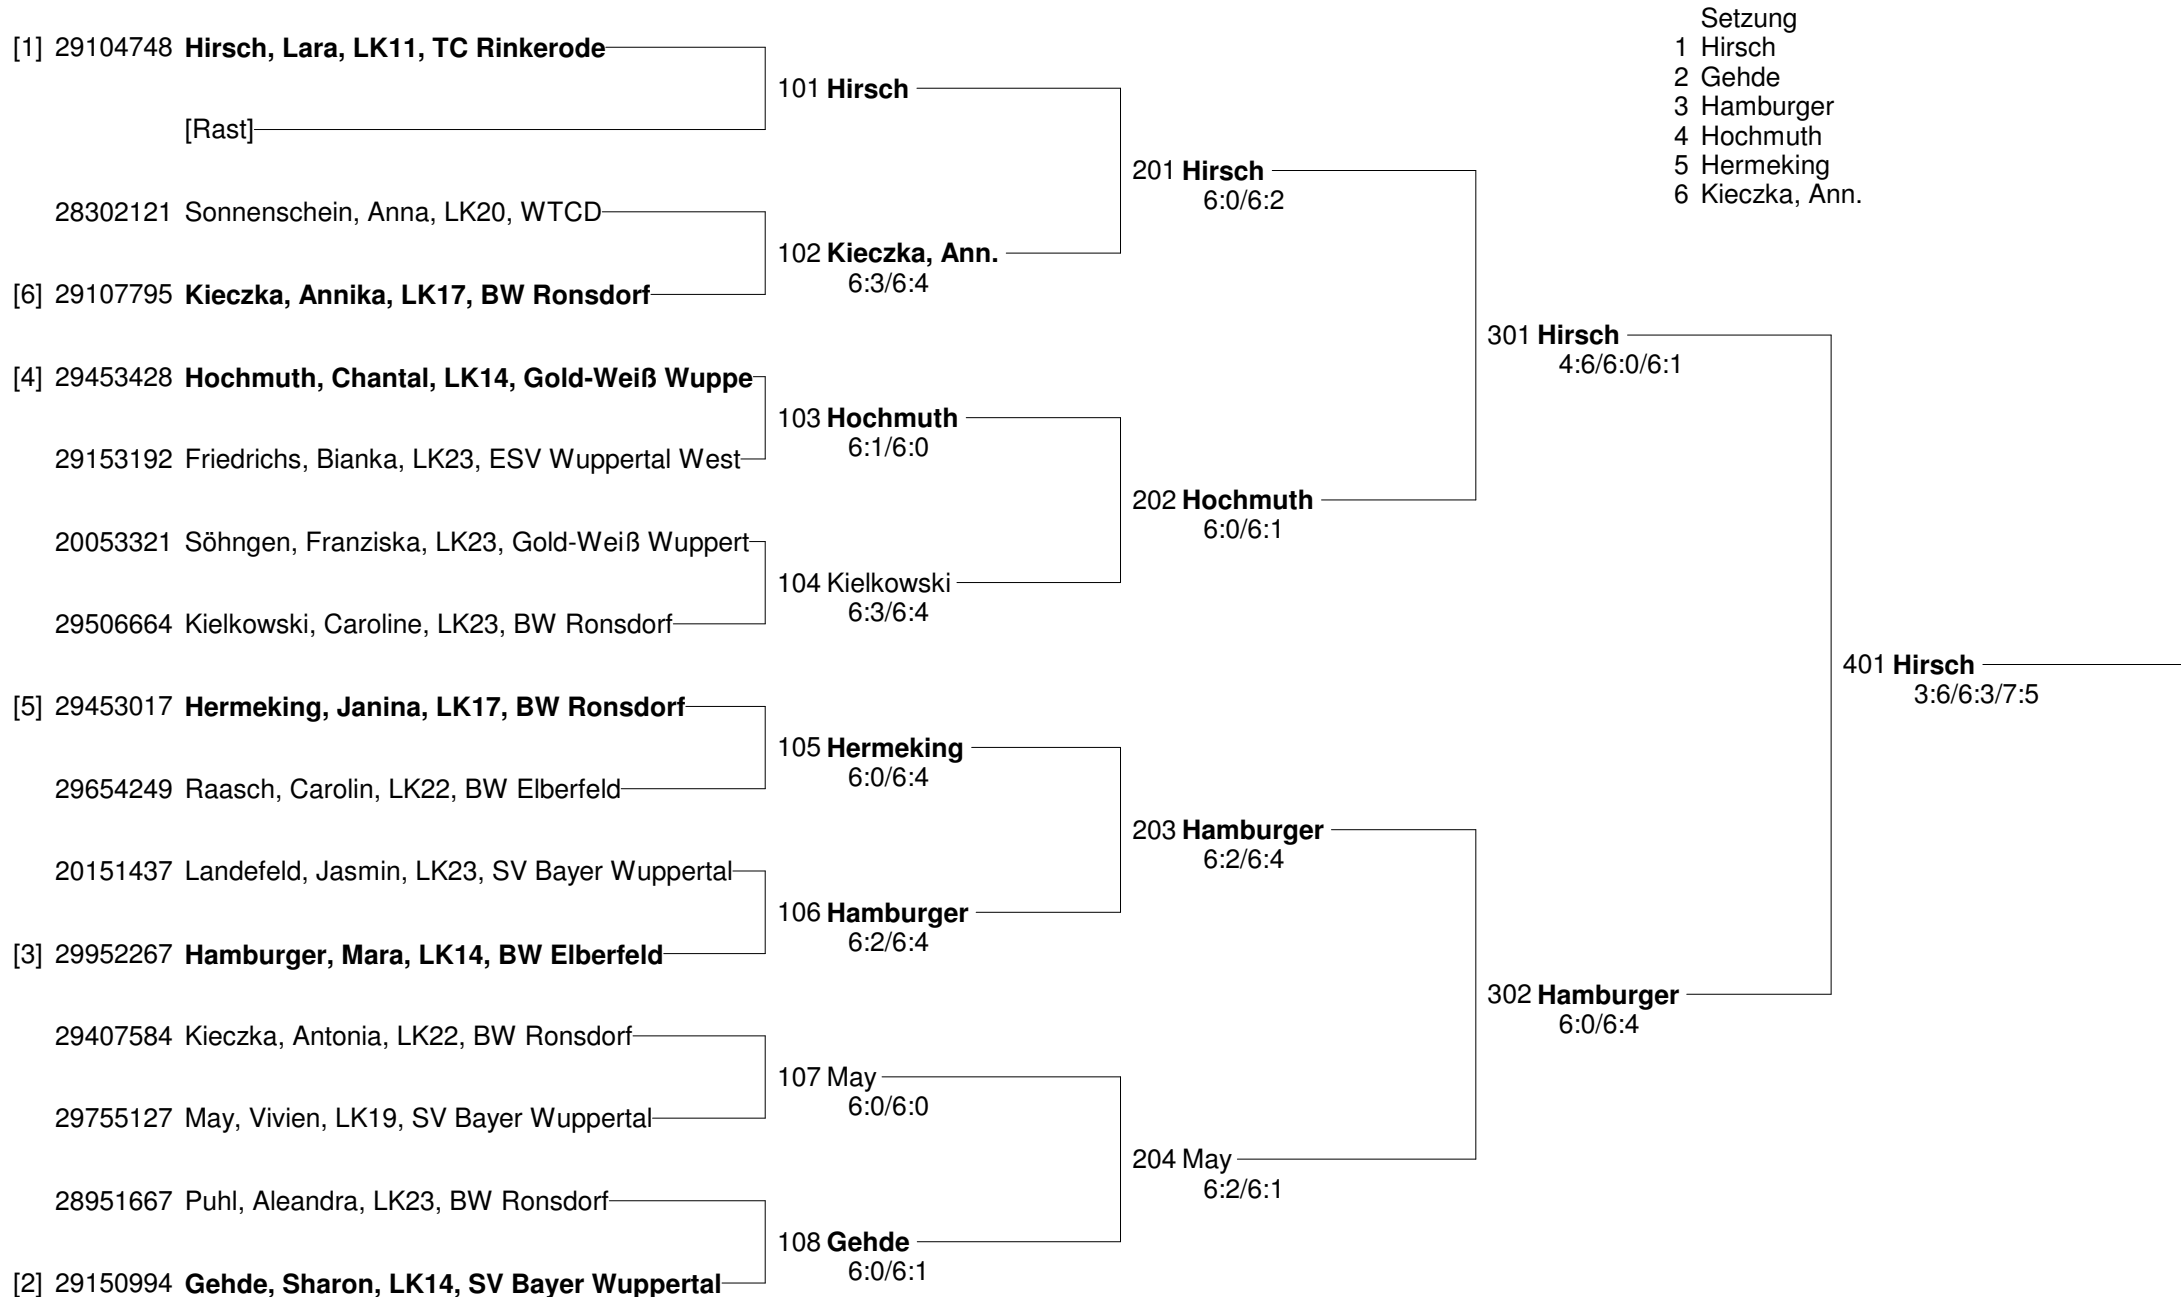 [1] 29104748 Hirsch, Lara, LK11, TC Rinkerode
[Rast]
28302121 Sonnenschein, Anna, LK20, WTCD
[6] 29107795 Kieczka, Annika, LK17, BW Ronsdorf
[4] 29453428 Hochmuth, Chantal, LK14, Gold-Weiß Wuppe
29153192 Friedrichs, Bianka, LK23, ESV Wuppertal West
20053321 Söhngen, Franziska, LK23, Gold-Weiß Wuppert
29506664 Kielkowski, Caroline, LK23, BW Ronsdorf
[5] 29453017 Hermeking, Janina, LK17, BW Ronsdorf
29654249 Raasch, Carolin, LK22, BW Elberfeld
20151437 Landefeld, Jasmin, LK23, SV Bayer Wuppertal
[3] 29952267 Hamburger, Mara, LK14, BW Elberfeld
29407584 Kieczka, Antonia, LK22, BW Ronsdorf
29755127 May, Vivien, LK19, SV Bayer Wuppertal
28951667 Puhl, Aleandra, LK23, BW Ronsdorf
[2] 29150994 Gehde, Sharon, LK14, SV Bayer Wuppertal
101 Hirsch
102 Kieczka, Ann.
6:3/6:4
103 Hochmuth
6:1/6:0
104 Kielkowski
6:3/6:4
105 Hermeking
6:0/6:4
106 Hamburger
6:2/6:4
107 May
6:0/6:0
108 Gehde
6:0/6:1
201 Hirsch
6:0/6:2
202 Hochmuth
6:0/6:1
203 Hamburger
6:2/6:4
204 May
6:2/6:1
301 Hirsch
4:6/6:0/6:1
302 Hamburger
6:0/6:4
401 Hirsch
3:6/6:3/7:5
Setzung
1 Hirsch
2 Gehde
3 Hamburger
4 Hochmuth
5 Hermeking
6 Kieczka, Ann.